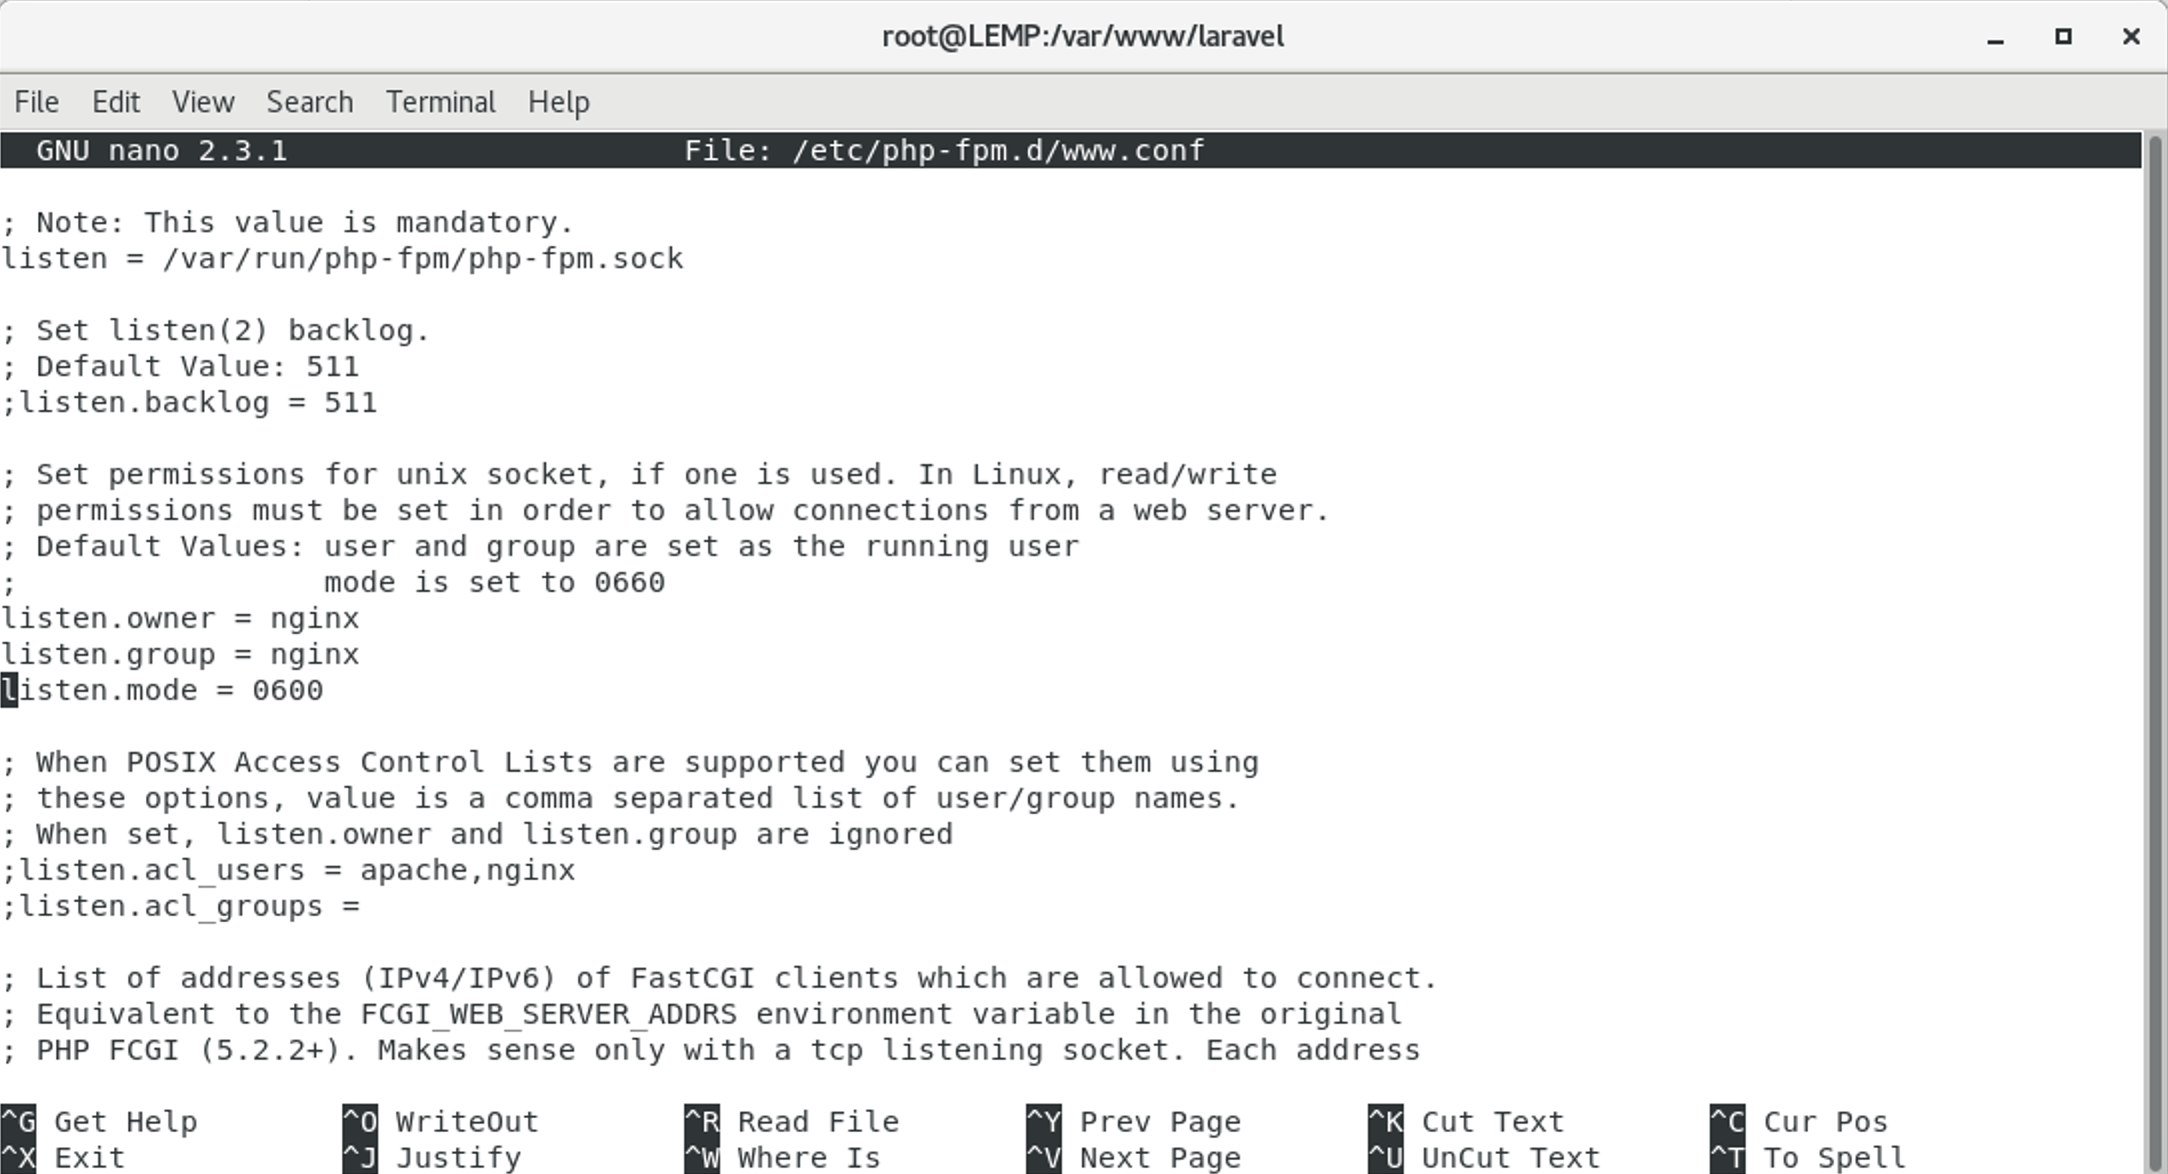 root@LEMP:/var/www/laravel
File Edit View Search Terminal Help
GNU nano 2.3.1 File: /etc/php-fpm.d/www.conf
; Note: This value is mandatory.
listen = /var/run/php-fpm/php-fpm.sock
; Set listen(2) backlog.
; Default Value: 511
;listen.backlog = 511
; Set permissions for unix socket, if one is used. In Linux, read/write
; permissions must be set in order to allow connections from a web server.
; Default Values: user and group are set as the running user
;                 mode is set to 0660
listen.owner = nginx
listen.group = nginx
listen.mode = 0600
; When POSIX Access Control Lists are supported you can set them using
; these options, value is a comma separated list of user/group names.
; When set, listen.owner and listen.group are ignored
;listen.acl_users = apache,nginx
;listen.acl_groups =
; List of addresses (IPv4/IPv6) of FastCGI clients which are allowed to connect.
; Equivalent to the FCGI_WEB_SERVER_ADDRS environment variable in the original
; PHP FCGI (5.2.2+). Makes sense only with a tcp listening socket. Each address
^G Get Help ^O WriteOut ^R Read File ^Y Prev Page ^K Cut Text ^C Cur Pos
^X Exit ^J Justify ^W Where Is ^V Next Page ^U UnCut Text ^T To Spell